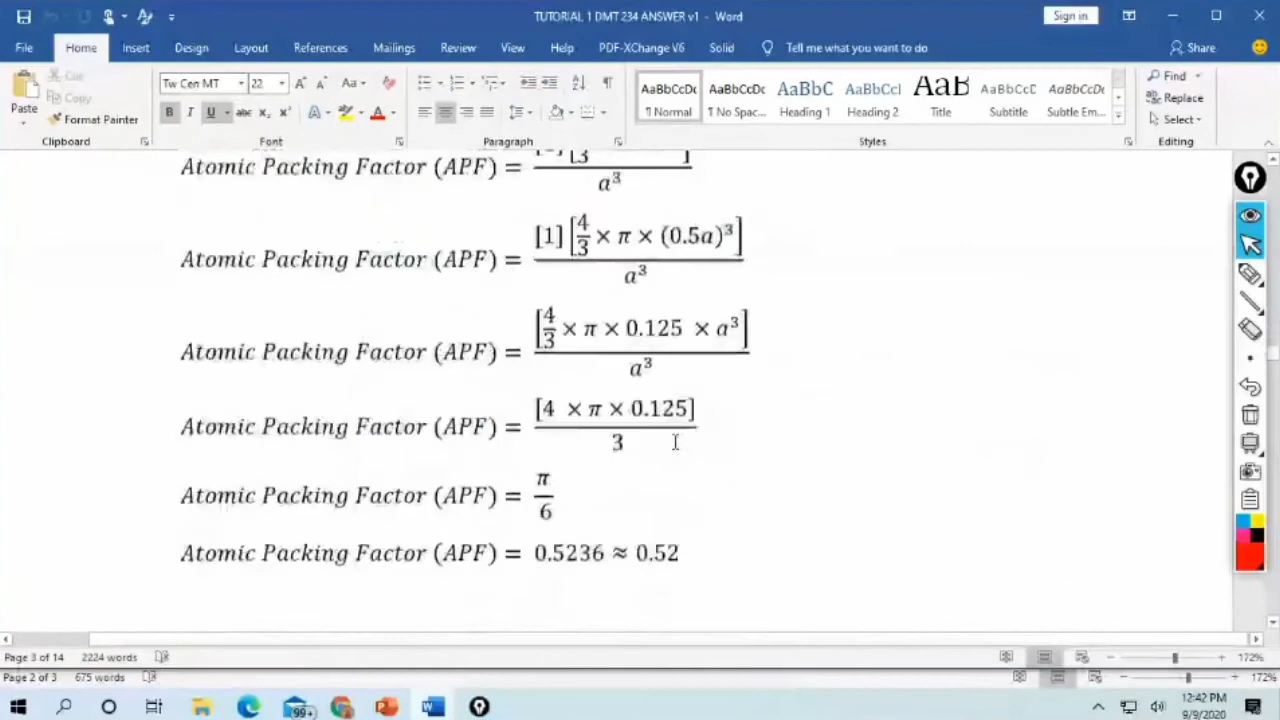 TUTORIAL 1 DMT 234 ANSWER v1 - Word
Sign in
File Home Insert Design Layout References Mailings Review View Help PDF-XChange V6 Solid Tell me what you want to do Share
Paste
Cut
Copy
Format Painter
Clipboard
Tw Cen MT 22
Font
Paragraph
AaBbCcDc AaBbCcDc AaBbC AaBbCcI AaB AaBbCcD AaBbCcDc
¶ Normal ¶ No Spac... Heading 1 Heading 2 Title Subtitle Subtle Em...
Styles
Find
Replace
Select
Editing
Atomic Packing Factor (APF) = / a³
Atomic Packing Factor (APF) = [1] [4/3 × π × (0.5a)³] / a³
Atomic Packing Factor (APF) = [4/3 × π × 0.125 × a³] / a³
Atomic Packing Factor (APF) = [4 × π × 0.125] / 3
Atomic Packing Factor (APF) = π / 6
Atomic Packing Factor (APF) = 0.5236 ≈ 0.52
Page 3 of 14 2224 words 172%
Page 2 of 3 675 words 172%
99+
12:42 PM
9/9/2020